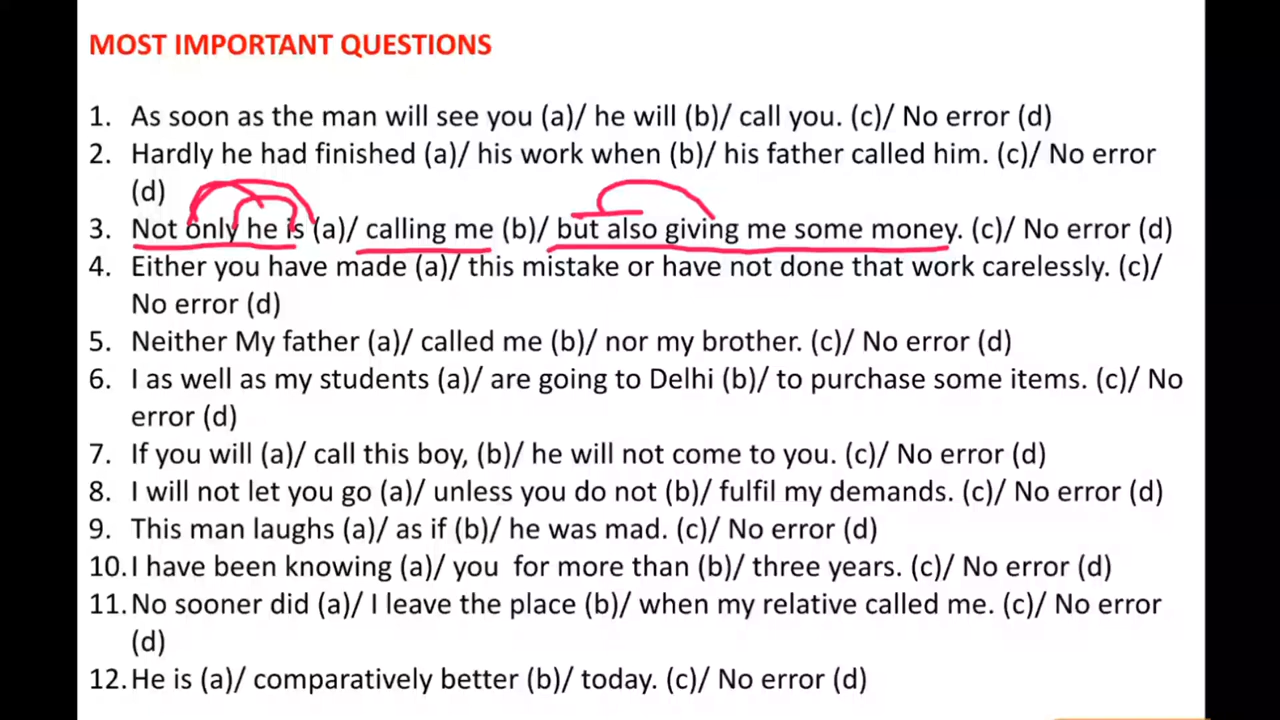 MOST IMPORTANT QUESTIONS
1. As soon as the man will see you (a)/ he will (b)/ call you. (c)/ No error (d)
2. Hardly he had finished (a)/ his work when (b)/ his father called him. (c)/ No error
(d)
3. Not only he is (a)/ calling me (b)/ but also giving me some money. (c)/ No error (d)
4. Either you have made (a)/ this mistake or have not done that work carelessly. (c)/
No error (d)
5. Neither My father (a)/ called me (b)/ nor my brother. (c)/ No error (d)
6. I as well as my students (a)/ are going to Delhi (b)/ to purchase some items. (c)/ No
error (d)
7. If you will (a)/ call this boy, (b)/ he will not come to you. (c)/ No error (d)
8. I will not let you go (a)/ unless you do not (b)/ fulfil my demands. (c)/ No error (d)
9. This man laughs (a)/ as if (b)/ he was mad. (c)/ No error (d)
10. I have been knowing (a)/ you for more than (b)/ three years. (c)/ No error (d)
11. No sooner did (a)/ I leave the place (b)/ when my relative called me. (c)/ No error
(d)
12. He is (a)/ comparatively better (b)/ today. (c)/ No error (d)